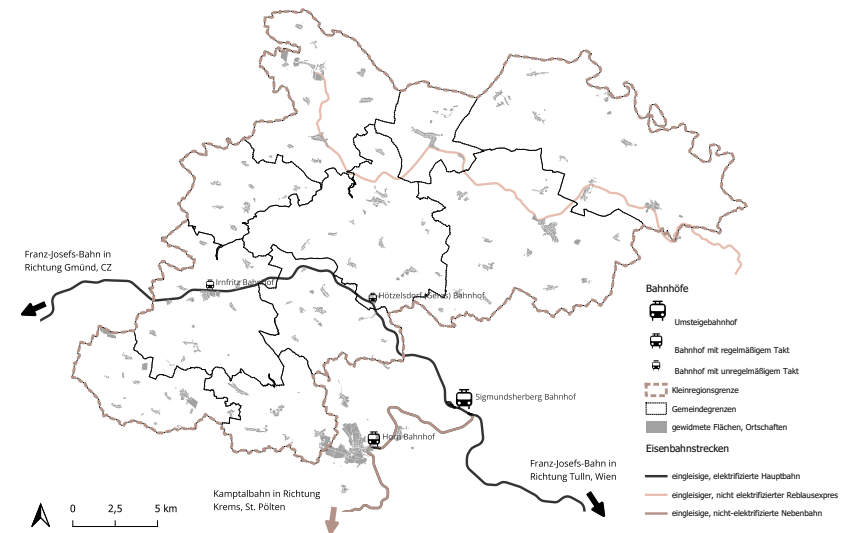 Franz-Josefs-Bahn in
Richtung Gmünd, CZ
Irnfritz Bahnhof
Hötzelsdorf (Geras) Bahnhof
Sigmundsherberg Bahnhof
Horn Bahnhof
Franz-Josefs-Bahn in
Richtung Tulln, Wien
Kamptalbahn in Richtung
Krems, St. Pölten
0 2,5 5 km
Bahnhöfe
Umsteigebahnhof
Bahnhof mit regelmäßigem Takt
Bahnhof mit unregelmäßigem Takt
Kleinregionsgrenze
Gemeindegrenzen
gewidmete Flächen, Ortschaften
Eisenbahnstrecken
eingleisige, elektrifizierte Hauptbahn
eingleisiger, nicht elektrifizierter Reblausexpres
eingleisige, nicht-elektrifizierte Nebenbahn